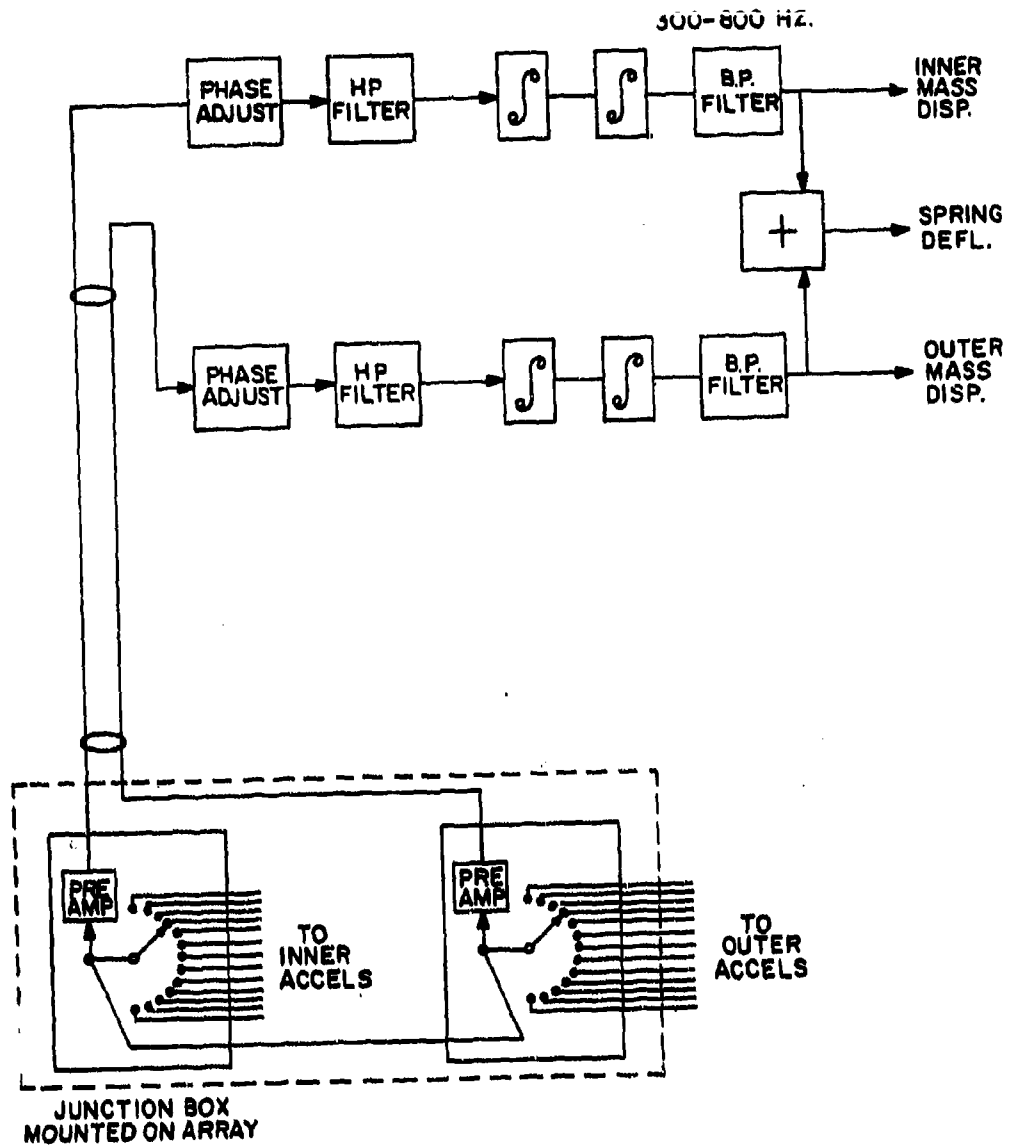 300-800 HZ.
PHASE
ADJUST
HP
FILTER
∫
∫
B.P.
FILTER
INNER
MASS
DISP.
+
SPRING
DEFL.
PHASE
ADJUST
HP
FILTER
∫
∫
B.P.
FILTER
OUTER
MASS
DISP.
PRE
AMP
TO
INNER
ACCELS
PRE
AMP
TO
OUTER
ACCELS
JUNCTION BOX
MOUNTED ON ARRAY